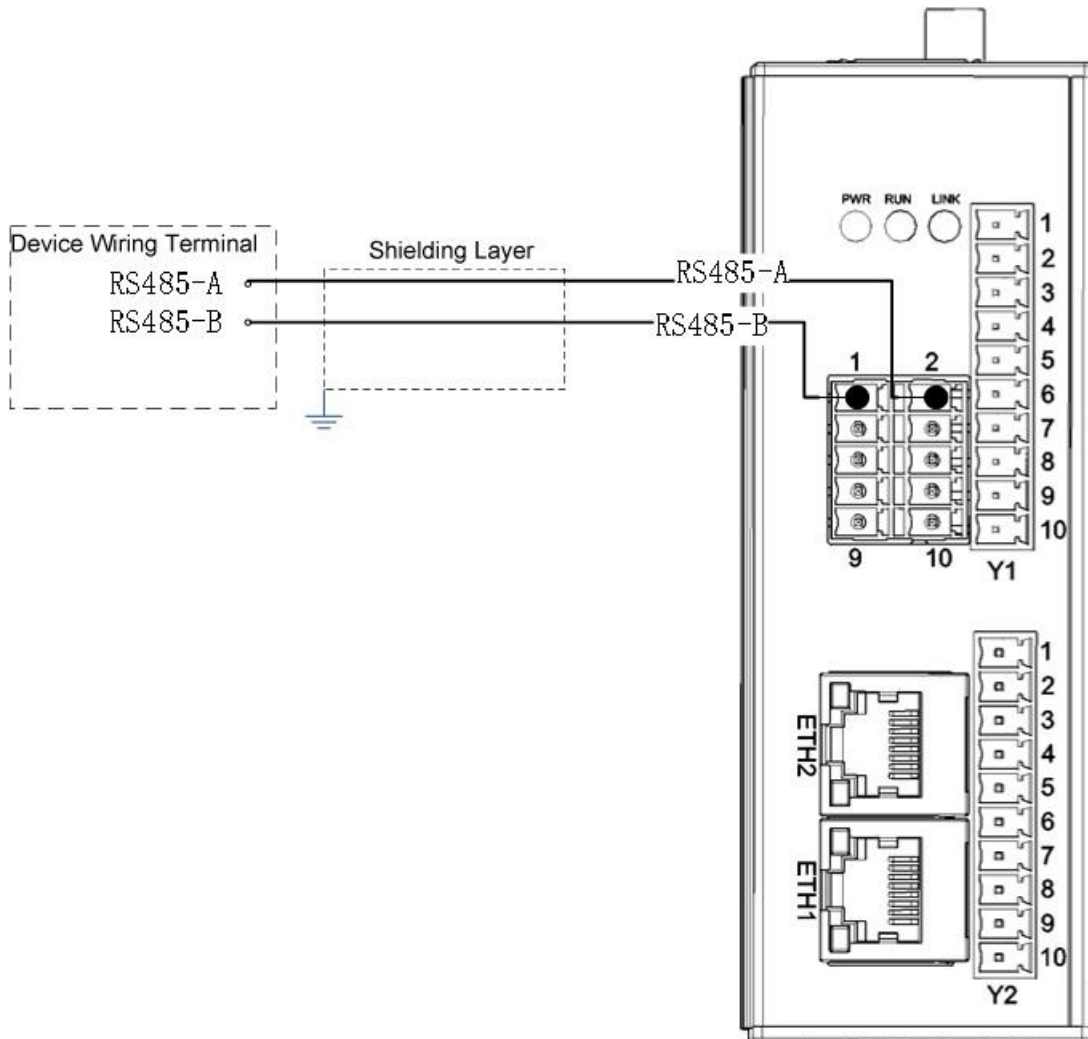 PWR RUN LINK
Device Wiring Terminal
RS485-A
RS485-B
Shielding Layer
RS485-A
RS485-B
1 2
9 10
1
2
3
4
5
6
7
8
9
10
Y1
ETH2
ETH1
1
2
3
4
5
6
7
8
9
10
Y2